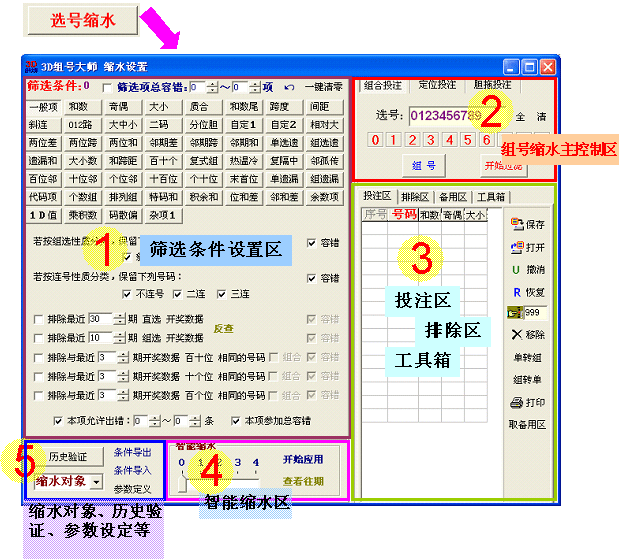 选号缩水
3D组号大师 缩水设置
筛选条件:0 筛选项总容错: 0 ～ 0 项 一键清零
一般项 和数 奇偶 大小 质合 和数尾 跨度 间距
斜连 012路 大中小 二码 分位胆 自定1 自定2 相对大
两位差 两位跨 两位和 邻期差 邻期和 单选遗 组选遗
遗漏和 大小数 和跨距 百十个 复式组 热温冷 复隔中 邻孤传
百位邻 十位邻 个位邻 十百位 个十位 末首位 单遗漏 组遗漏
代码项 个数组 排列组 特码和 积余和 位和差 邻和差 余数项
1D值 乘积数 码散偏 杂项1
若按组选性质分类，保留 容错
1 筛选条件设置区
若按连号性质分类，保留下列号码： 容错
不连号 二连 三连
排除最近 30 期 直选 开奖数据 容错
反查
排除最近 10 期 组选 开奖数据 容错
排除与最近 3 期开奖数据 百十位 相同的号码 组合 容错
排除与最近 3 期开奖数据 十个位 相同的号码 组合 容错
排除与最近 3 期开奖数据 百个位 相同的号码 组合 容错
本项允许出错: 0 ～ 0 条 本项参加总容错
组合投注 定位投注 胆拖投注
选号: 0123456789 全 清
2
0 1 2 3 4 5 6
组号缩水主控制区
组 号 开始过滤
投注区 排除区 备用区 工具箱
序号 号码 和数 奇偶 大小
3
投注区
排除区
工具箱
保存
打开
U 撤消
R 恢复
999
移除
单转组
组转单
打印
取备用区
5
历史验证 条件导出
条件导入
缩水对象 参数定义
缩水对象、历史验
证、参数设定等
智能缩水
0 1 2 3 4 开始应用
4
查看往期
智能缩水区